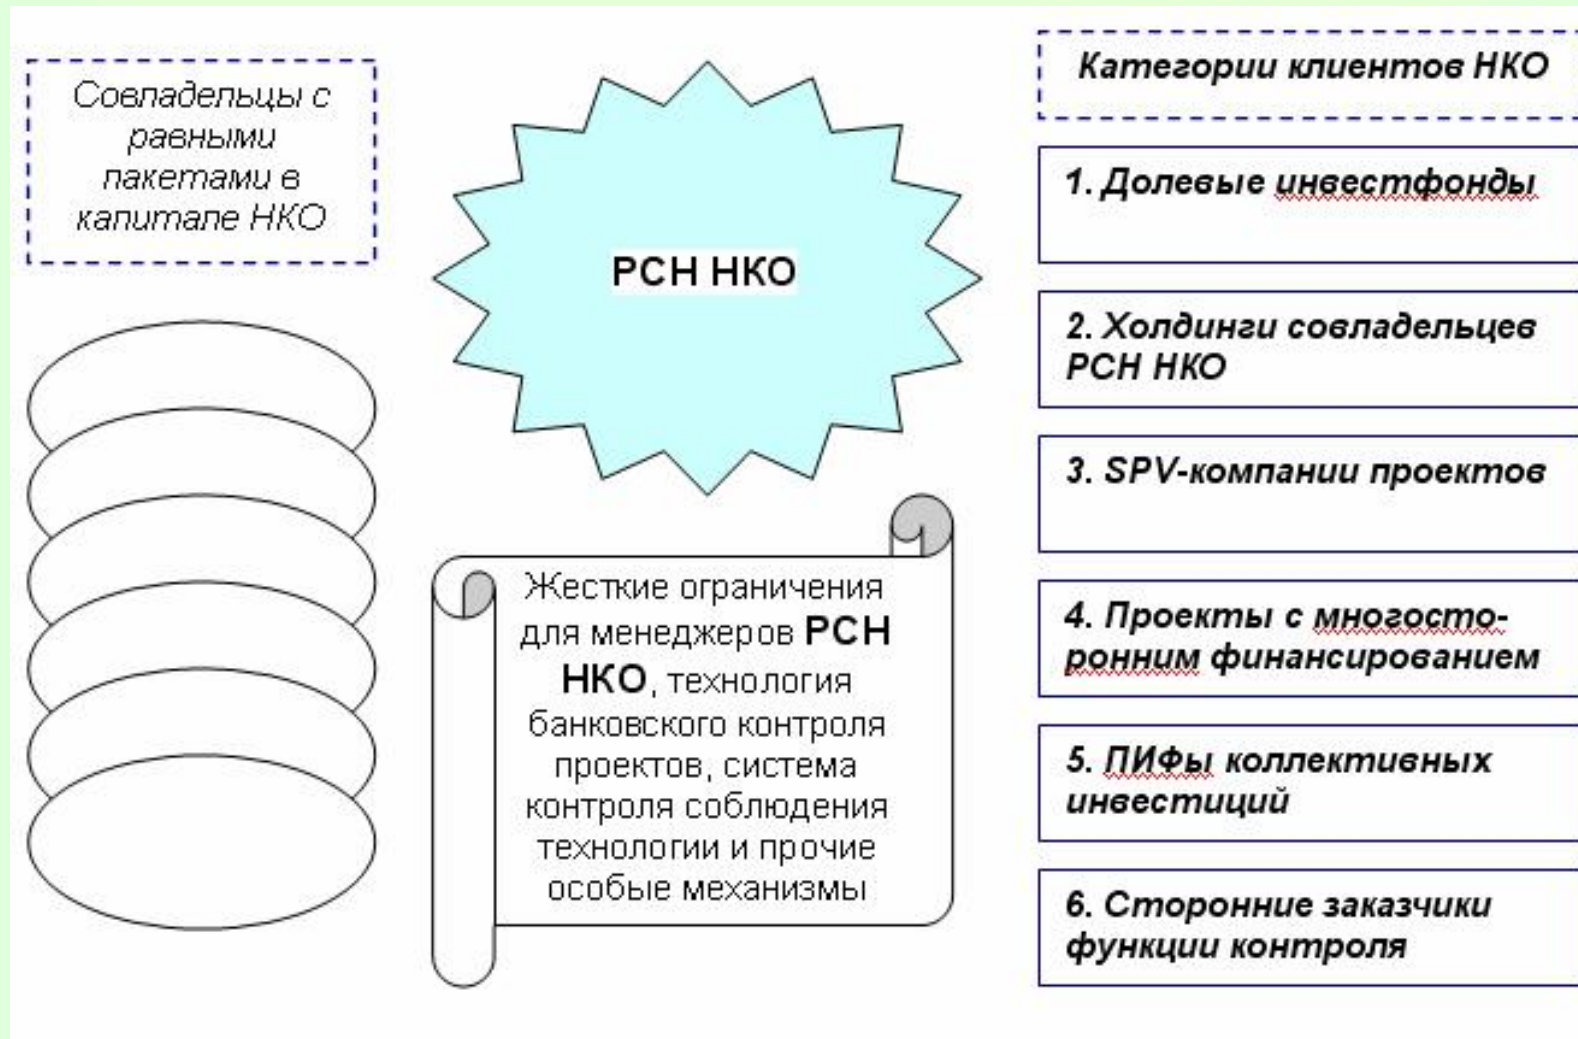 Совладельцы с
равными
пакетами в
капитале НКО
РСН НКО
Жесткие ограничения
для менеджеров РСН
НКО, технология
банковского контроля
проектов, система
контроля соблюдения
технологии и прочие
особые механизмы
Категории клиентов НКО
1. Долевые инвестфонды
2. Холдинги совладельцев
РСН НКО
3. SPV-компании проектов
4. Проекты с многосто-
ронним финансированием
5. ПИФы коллективных
инвестиций
6. Сторонние заказчики
функции контроля